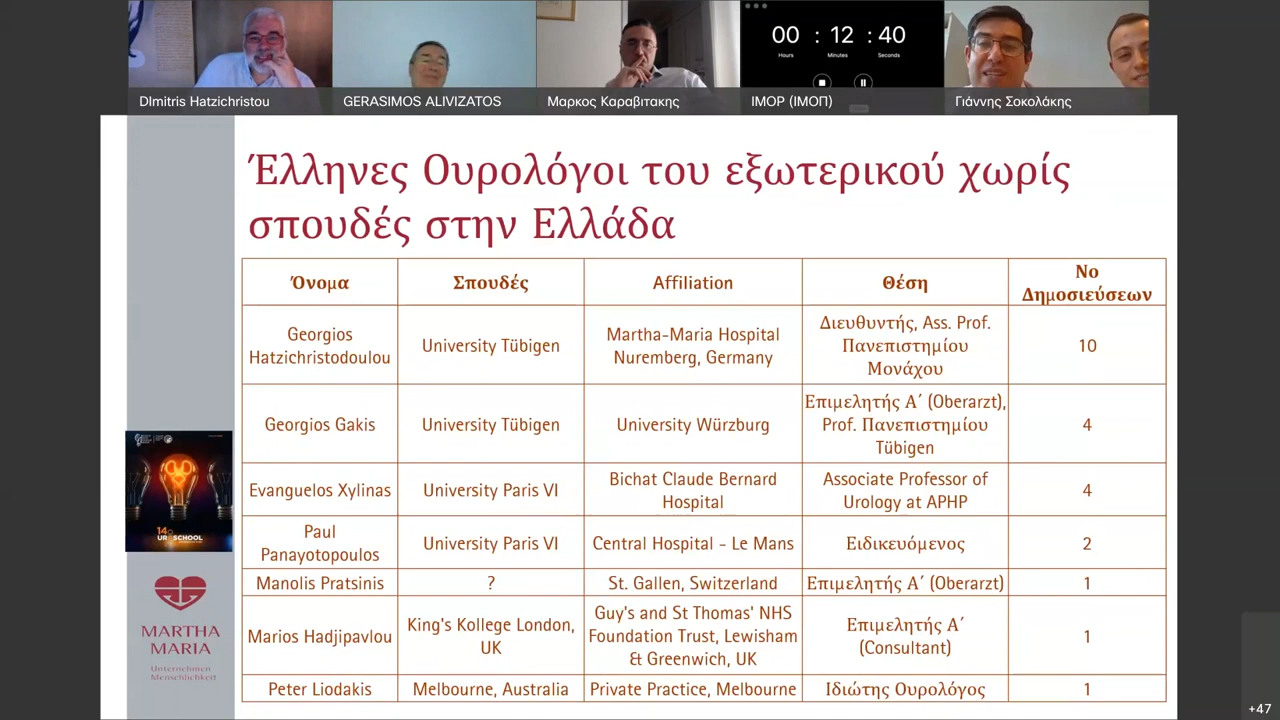 00 : 12 : 40
Hours Minutes Seconds
DImitris Hatzichristou
GERASIMOS ALIVIZATOS
Μαρκος Καραβιτακης
IMOP (ΙΜΟΠ)
Γιάννης Σοκολάκης
Έλληνες Ουρολόγοι του εξωτερικού χωρίς
σπουδές στην Ελλάδα
Όνομα
Σπουδές
Affiliation
Θέση
Νο
Δημοσιεύσεων
Georgios
Hatzichristodoulou
University Tübigen
Martha-Maria Hospital
Nuremberg, Germany
Διευθυντής, Ass. Prof.
Πανεπιστημίου
Μονάχου
10
Georgios Gakis
University Tübigen
University Würzburg
Επιμελητής Α΄ (Oberarzt),
Prof. Πανεπιστημίου
Tübigen
4
Evanguelos Xylinas
University Paris VI
Bichat Claude Bernard
Hospital
Associate Professor of
Urology at APHP
4
Paul
Panayotopoulos
University Paris VI
Central Hospital - Le Mans
Ειδικευόμενος
2
Manolis Pratsinis
?
St. Gallen, Switzerland
Επιμελητής Α΄ (Oberarzt)
1
Marios Hadjipavlou
King's Kollege London,
UK
Guy's and St Thomas' NHS
Foundation Trust, Lewisham
& Greenwich, UK
Επιμελητής Α΄
(Consultant)
1
Peter Liodakis
Melbourne, Australia
Private Practice, Melbourne
Ιδιώτης Ουρολόγος
1
14ο
UR SCHOOL
MARTHA
MARIA
Unternehmen
Menschlichkeit
+47